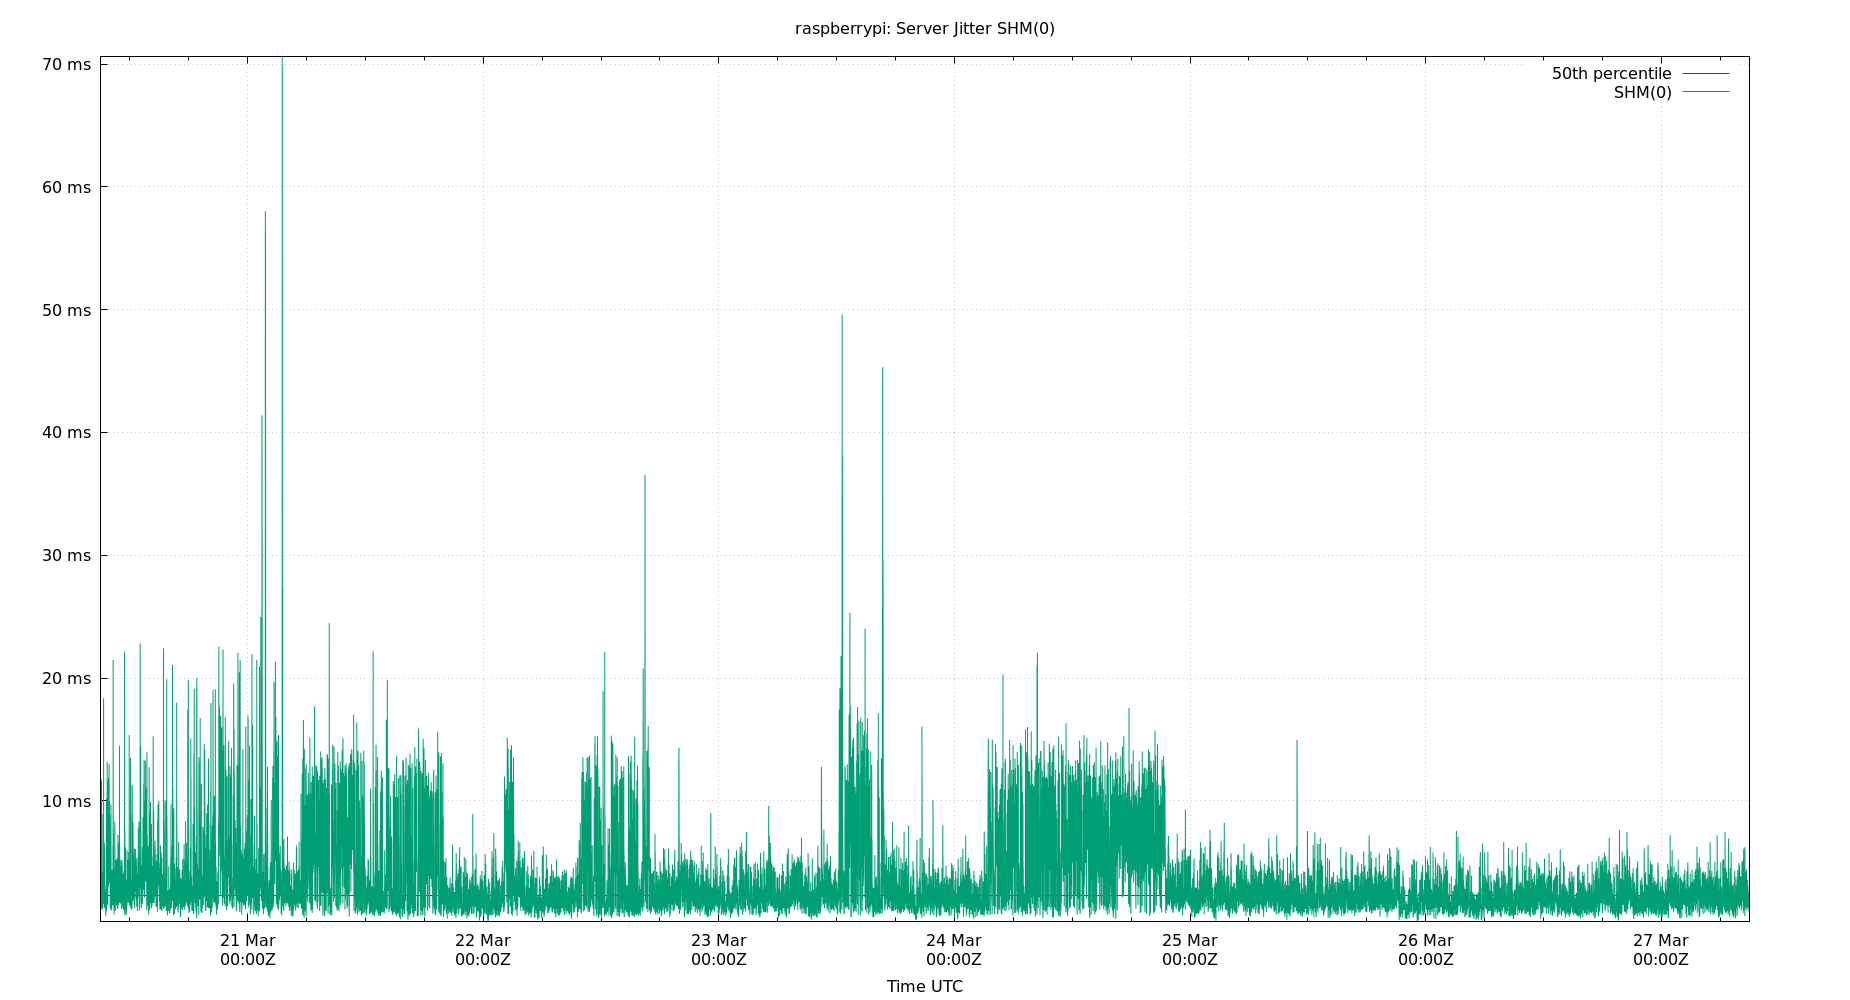 raspberrypi: Server Jitter SHM(0)
70 ms
60 ms
50 ms
40 ms
30 ms
20 ms
10 ms
50th percentile
SHM(0)
21 Mar 22 Mar 23 Mar 24 Mar 25 Mar 26 Mar 27 Mar
00:00Z 00:00Z 00:00Z 00:00Z 00:00Z 00:00Z 00:00Z
Time UTC